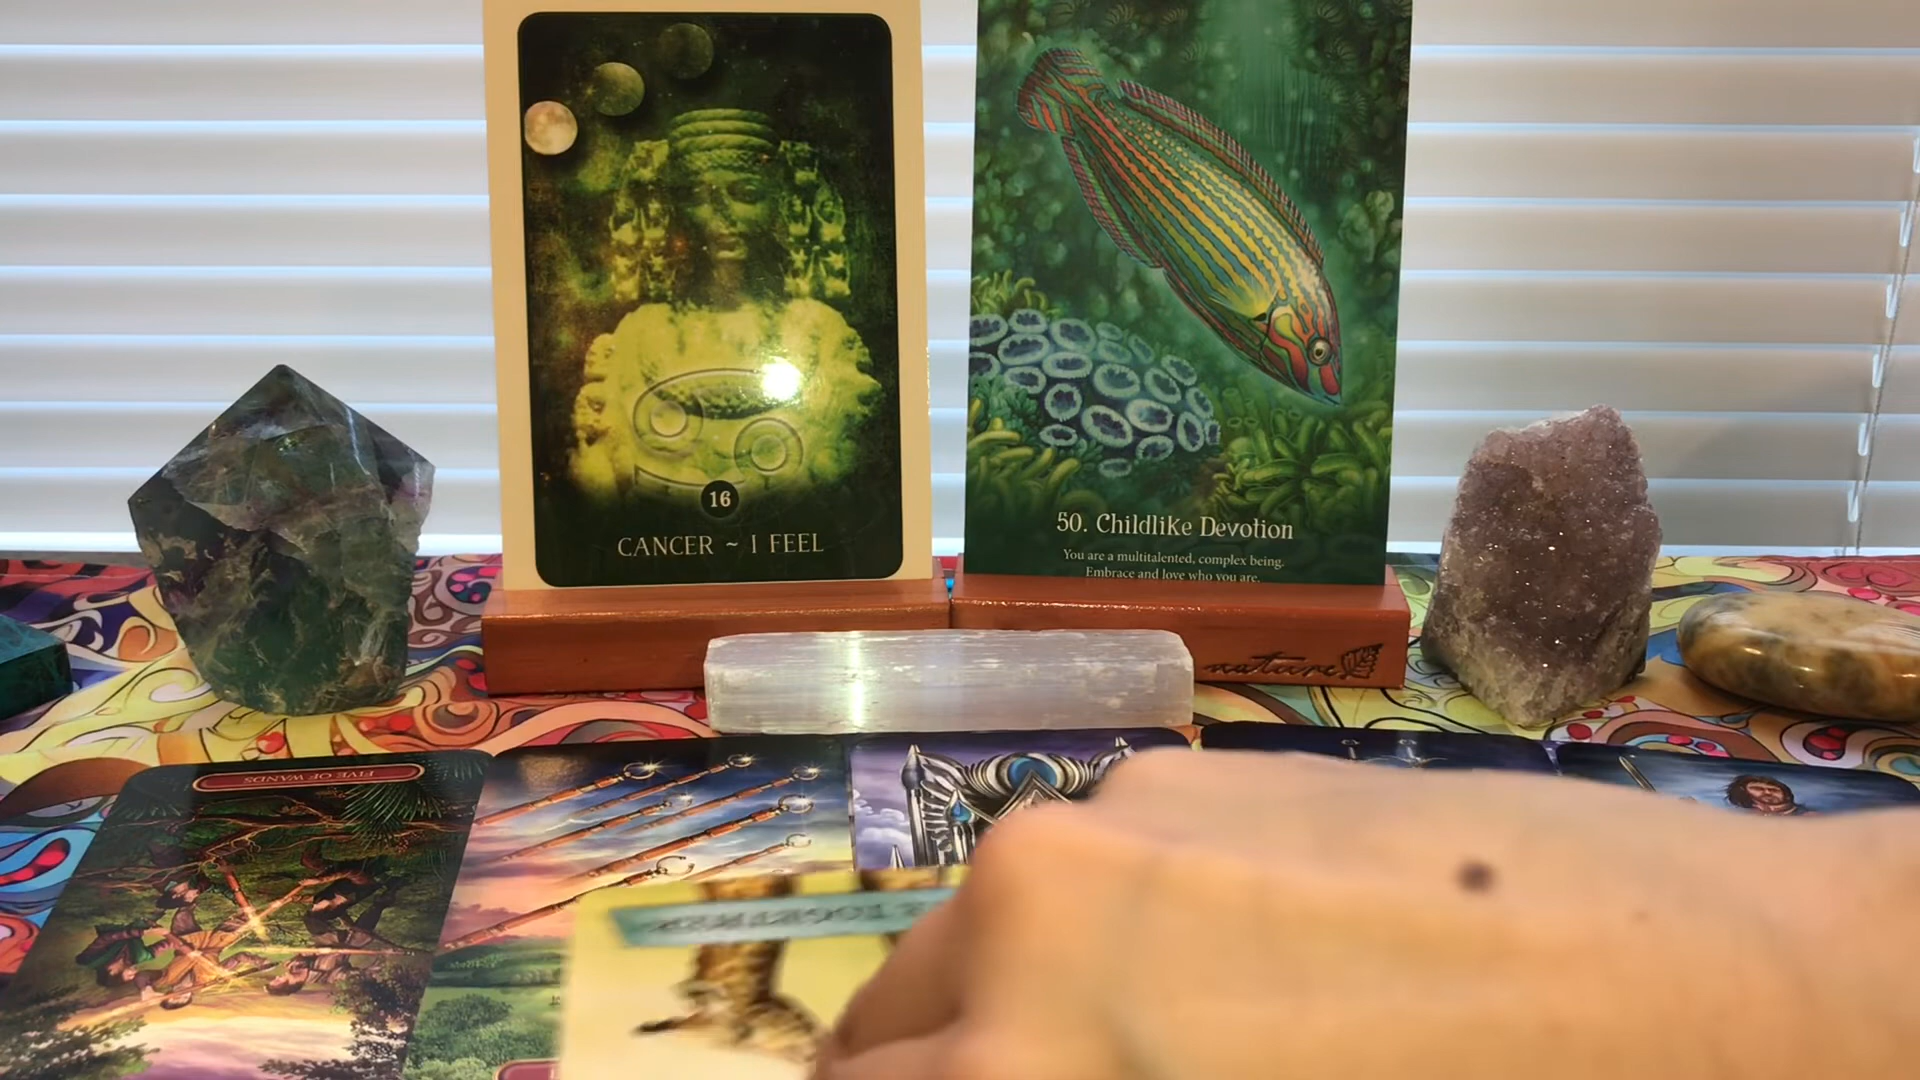 16
CANCER ~ I FEEL
50. Childlike Devotion
You are a multitalented, complex being.
Embrace and love who you are.
nature
FIVE OF WANDS